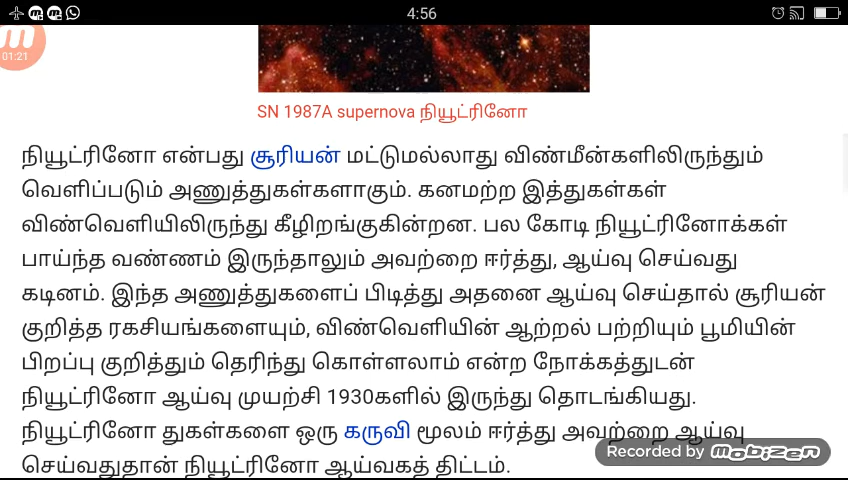 4:56
01:21
SN 1987A supernova நியூட்ரினோ
நியூட்ரினோ என்பது சூரியன் மட்டுமல்லாது விண்மீன்களிலிருந்தும்
வெளிப்படும் அணுத்துகள்களாகும். கனமற்ற இத்துகள்கள்
விண்வெளியிலிருந்து கீழிறங்குகின்றன. பல கோடி நியூட்ரினோக்கள்
பாய்ந்த வண்ணம் இருந்தாலும் அவற்றை ஈர்த்து, ஆய்வு செய்வது
கடினம். இந்த அணுத்துகளைப் பிடித்து அதனை ஆய்வு செய்தால் சூரியன்
குறித்த ரகசியங்களையும், விண்வெளியின் ஆற்றல் பற்றியும் பூமியின்
பிறப்பு குறித்தும் தெரிந்து கொள்ளலாம் என்ற நோக்கத்துடன்
நியூட்ரினோ ஆய்வு முயற்சி 1930களில் இருந்து தொடங்கியது.
நியூட்ரினோ துகள்களை ஒரு கருவி மூலம் ஈர்த்து அவற்றை ஆய்வு
செய்வதுதான் நியூட்ரினோ ஆய்வகத் திட்டம்.
Recorded by mobizen